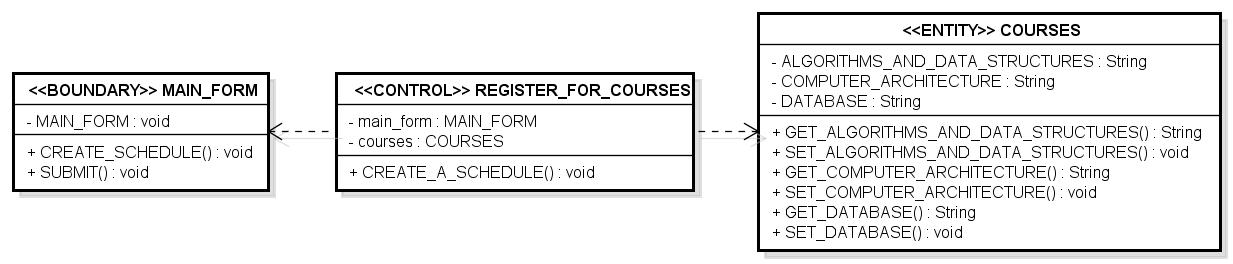 <<BOUNDARY>> MAIN_FORM
- MAIN_FORM : void
+ CREATE_SCHEDULE() : void
+ SUBMIT() : void
<<CONTROL>> REGISTER_FOR_COURSES
- main_form : MAIN_FORM
- courses : COURSES
+ CREATE_A_SCHEDULE() : void
<<ENTITY>> COURSES
- ALGORITHMS_AND_DATA_STRUCTURES : String
- COMPUTER_ARCHITECTURE : String
- DATABASE : String
+ GET_ALGORITHMS_AND_DATA_STRUCTURES() : String
+ SET_ALGORITHMS_AND_DATA_STRUCTURES() : void
+ GET_COMPUTER_ARCHITECTURE() : String
+ SET_COMPUTER_ARCHITECTURE() : void
+ GET_DATABASE() : String
+ SET_DATABASE() : void